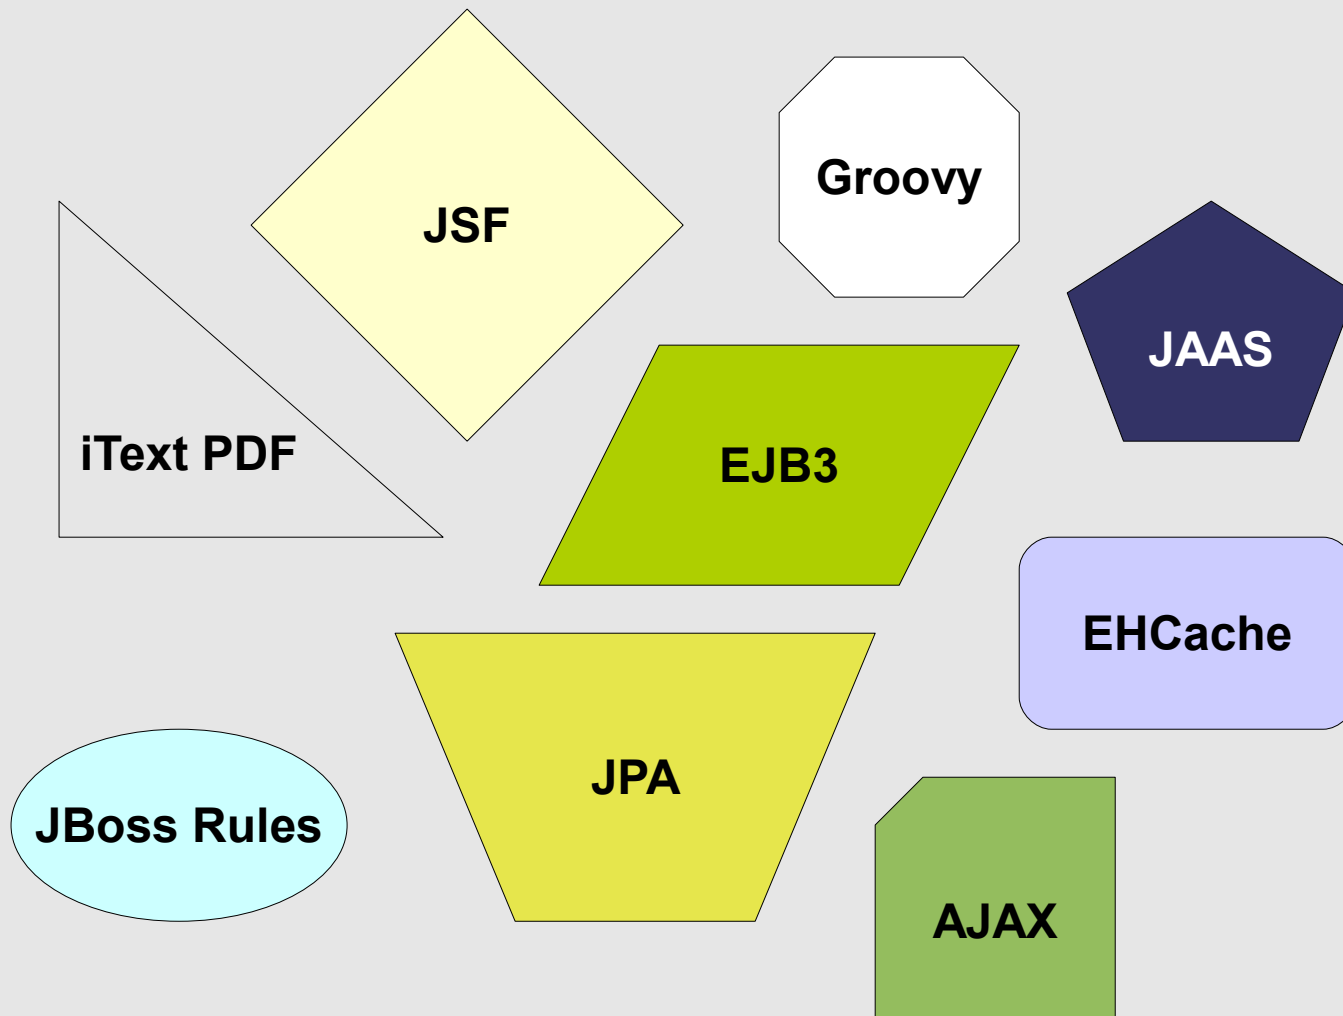 Groovy
JSF
JAAS
iText PDF
EJB3
EHCache
JPA
JBoss Rules
AJAX